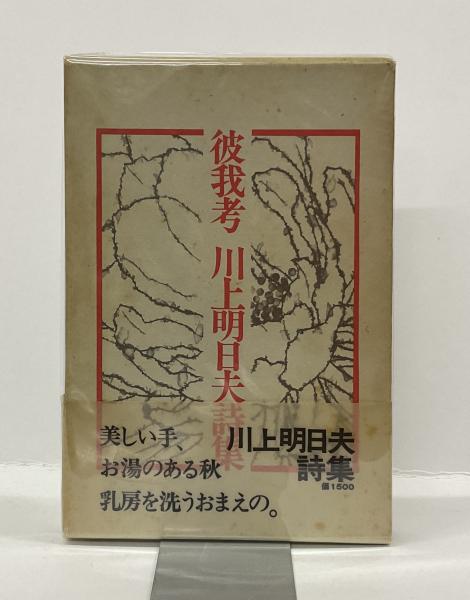 彼我考 川上明日夫詩集
川上明日夫
詩集
価1500
美しい手、
お湯のある秋
乳房を洗うおまえの。